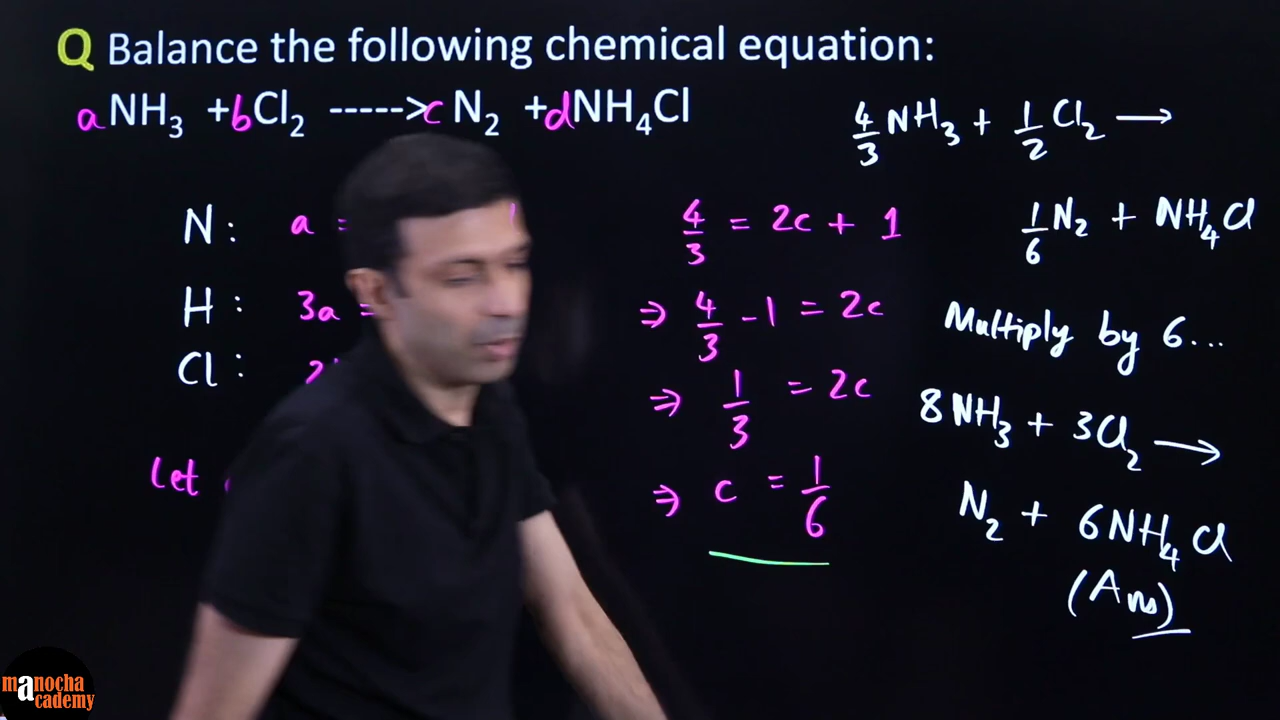 Q Balance the following chemical equation:
aNH₃ +bCl₂ ----->c N₂ +dNH₄Cl
N: a =
H: 3a =
Cl:
Let
4/3 = 2c + 1
⇒ 4/3 - 1 = 2c
⇒ 1/3 = 2c
⇒ c = 1/6
4/3 NH₃ + 1/2 Cl₂ ⟶
1/6 N₂ + NH₄Cl
Multiply by 6...
8NH₃ + 3Cl₂ ⟶
N₂ + 6NH₄Cl
(Ans)
manocha
academy